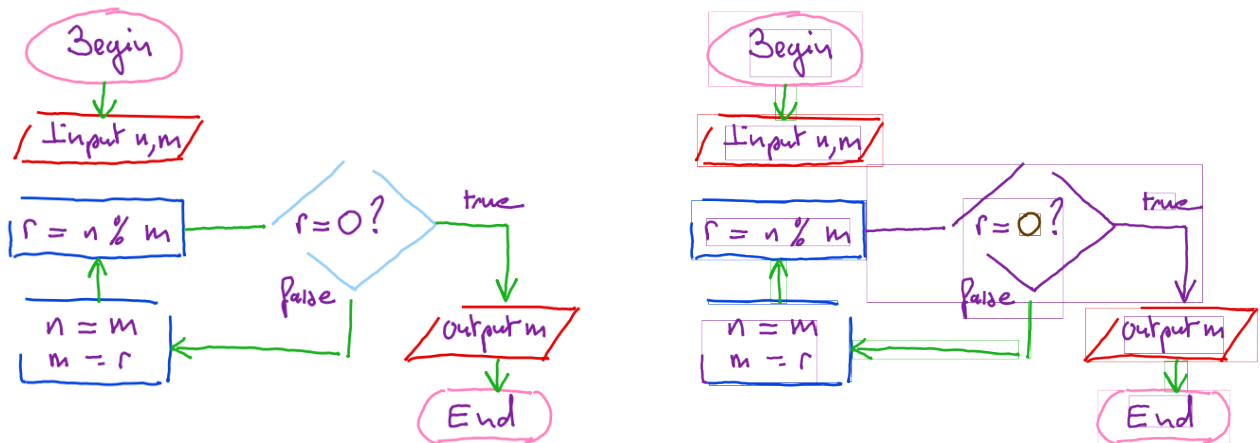 Begin
Input n,m
r = n % m
r = 0?
true
false
n = m
m = r
output m
End
Begin
Input n,m
r = n % m
r = 0?
true
false
n = m
m = r
output m
End